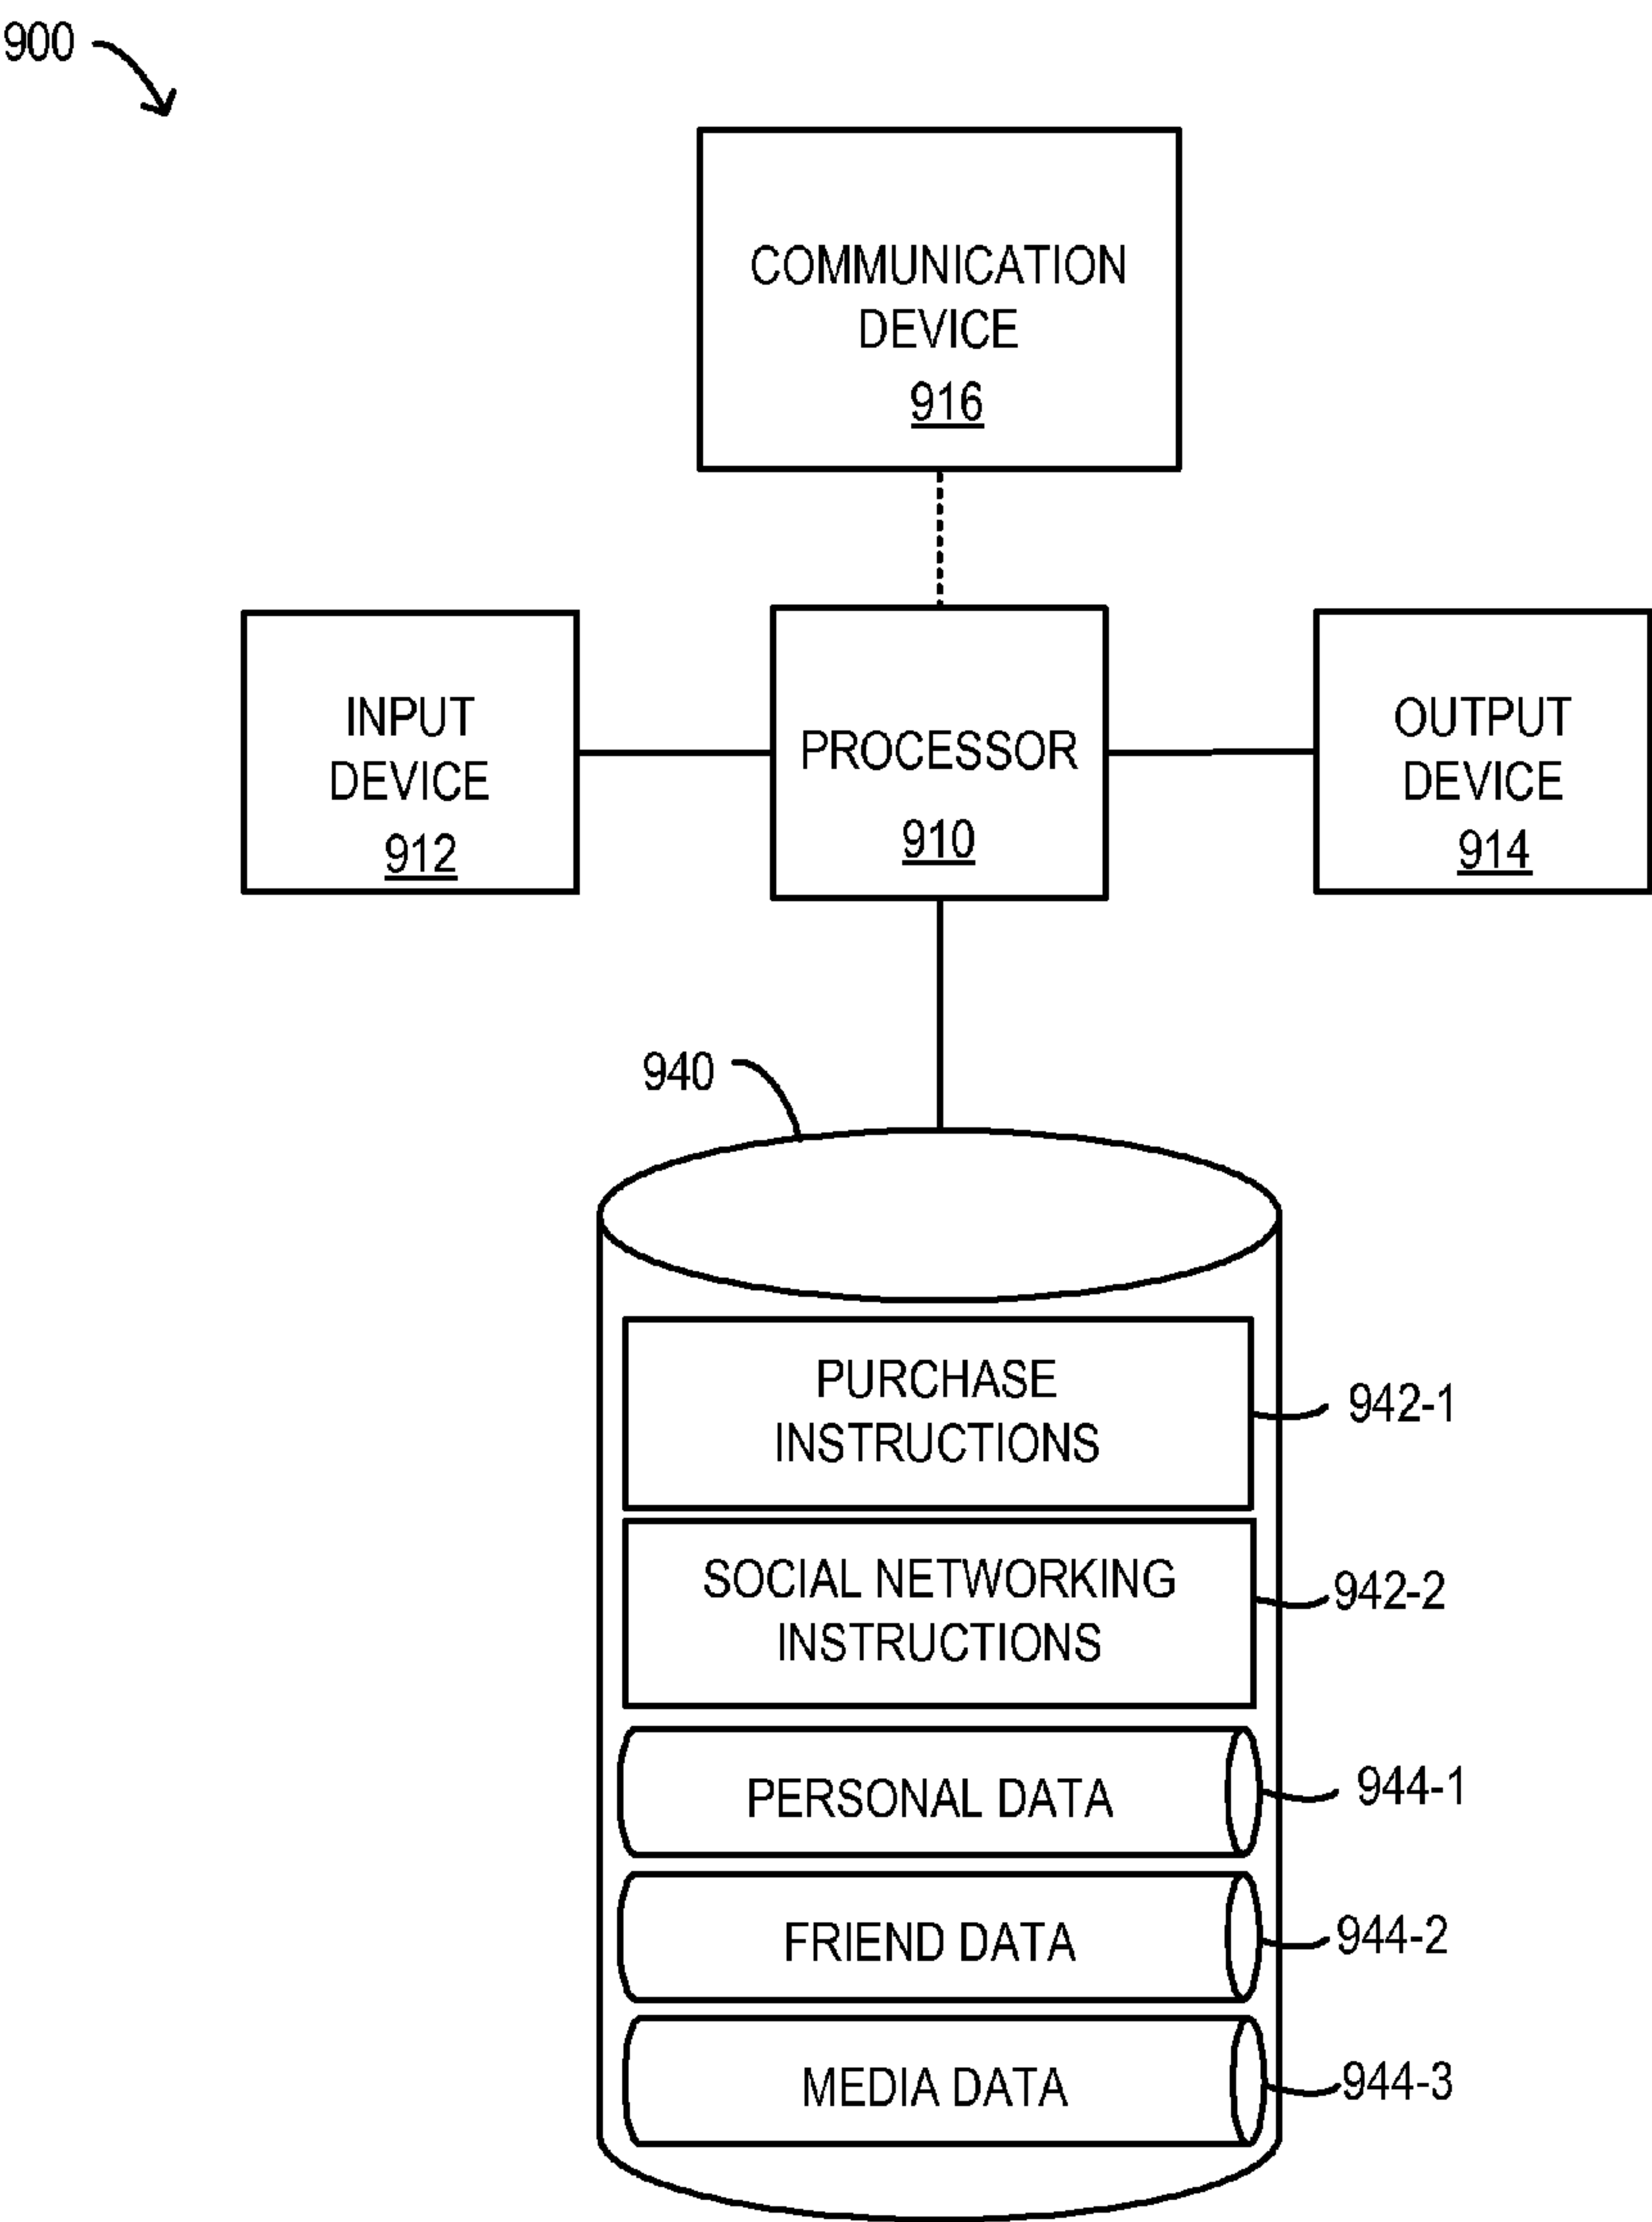 900
COMMUNICATION
DEVICE
916
INPUT
DEVICE
912
PROCESSOR
910
OUTPUT
DEVICE
914
940
PURCHASE
INSTRUCTIONS
942-1
SOCIAL NETWORKING
INSTRUCTIONS
942-2
PERSONAL DATA
944-1
FRIEND DATA
944-2
MEDIA DATA
944-3